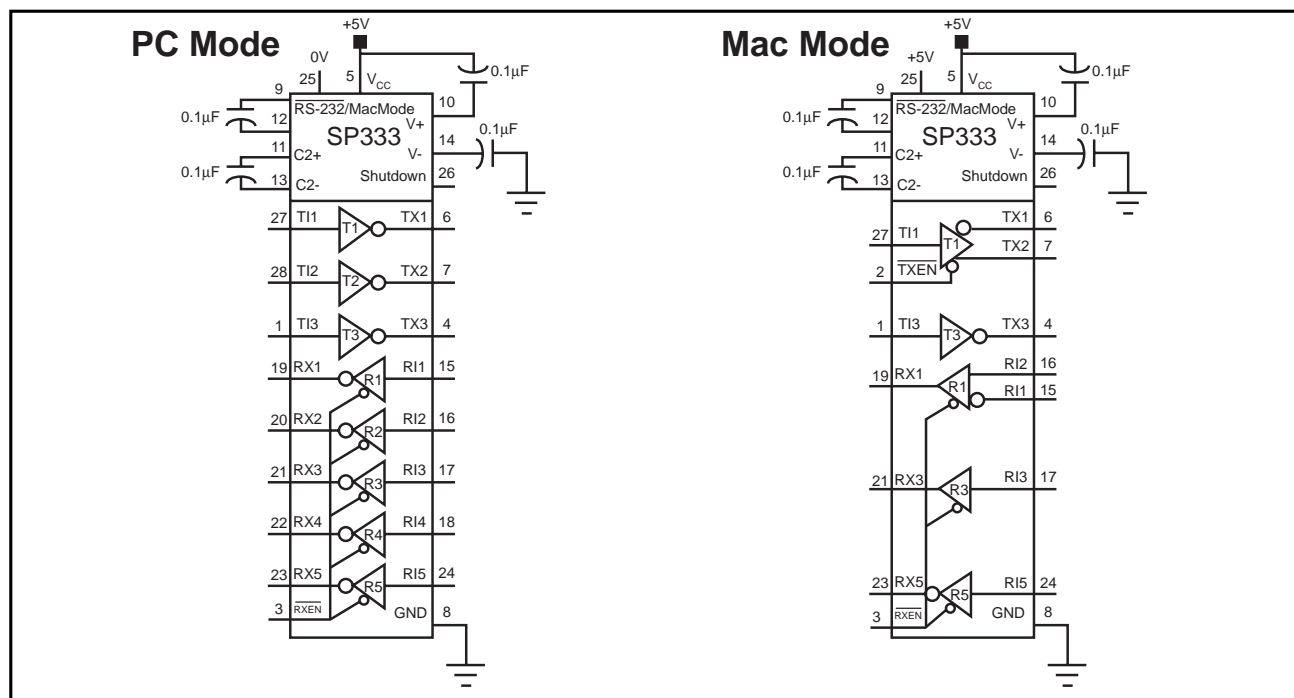 PC Mode
+5V
0V
25
5
VCC
0.1µF
9
RS-232/MacMode
10
0.1µF
12
V+
SP333
0.1µF
11
C2+
V-
14
0.1µF
13
C2-
Shutdown
26
27 TI1 T1 TX1 6
28 TI2 T2 TX2 7
1 TI3 T3 TX3 4
19 RX1 R1 RI1 15
20 RX2 R2 RI2 16
21 RX3 R3 RI3 17
22 RX4 R4 RI4 18
23 RX5 R5 RI5 24
3 RXEN GND 8
Mac Mode
+5V
+5V
25
5
VCC
0.1µF
9
RS-232/MacMode
10
0.1µF
12
V+
SP333
0.1µF
11
C2+
V-
14
0.1µF
13
C2-
Shutdown
26
TX1 6
27 TI1 T1 TX2 7
2 TXEN
1 TI3 T3 TX3 4
RI2 16
19 RX1 R1 RI1 15
21 RX3 R3 RI3 17
23 RX5 R5 RI5 24
3 RXEN GND 8